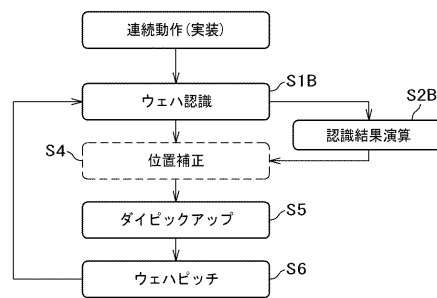 連続動作(実装)
S1B
ウェハ認識
S2B
認識結果演算
S4
位置補正
S5
ダイピックアップ
S6
ウェハピッチ